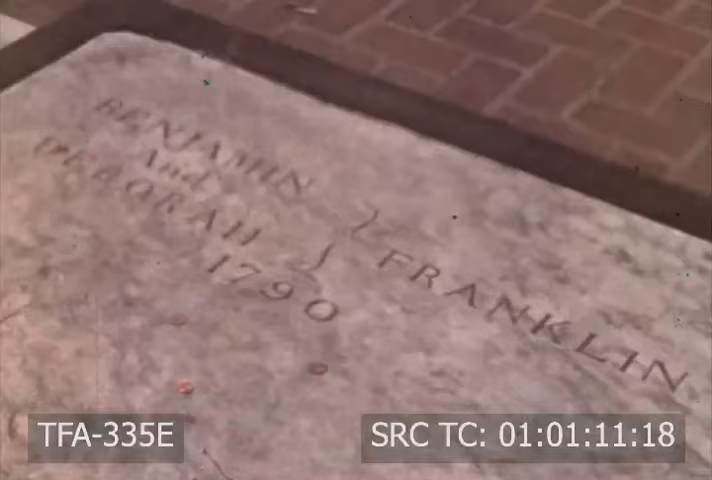 BENJAMIN
And
DEBORAH
FRANKLIN
1790
TFA-335E
SRC TC: 01:01:11:18